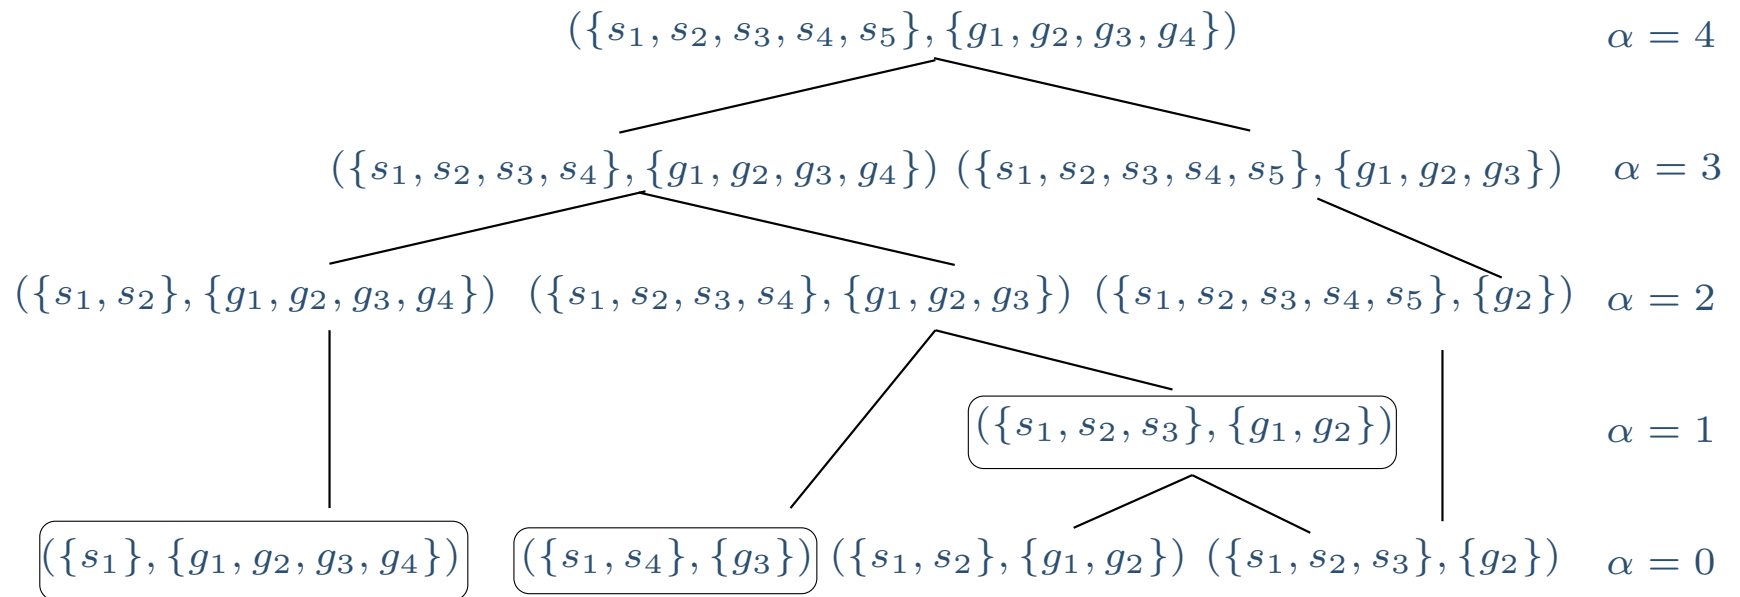 ({s₁, s₂, s₃, s₄, s₅}, {g₁, g₂, g₃, g₄}) α = 4
({s₁, s₂, s₃, s₄}, {g₁, g₂, g₃, g₄}) ({s₁, s₂, s₃, s₄, s₅}, {g₁, g₂, g₃}) α = 3
({s₁, s₂}, {g₁, g₂, g₃, g₄}) ({s₁, s₂, s₃, s₄}, {g₁, g₂, g₃}) ({s₁, s₂, s₃, s₄, s₅}, {g₂}) α = 2
({s₁, s₂, s₃}, {g₁, g₂}) α = 1
({s₁}, {g₁, g₂, g₃, g₄}) ({s₁, s₄}, {g₃}) ({s₁, s₂}, {g₁, g₂}) ({s₁, s₂, s₃}, {g₂}) α = 0